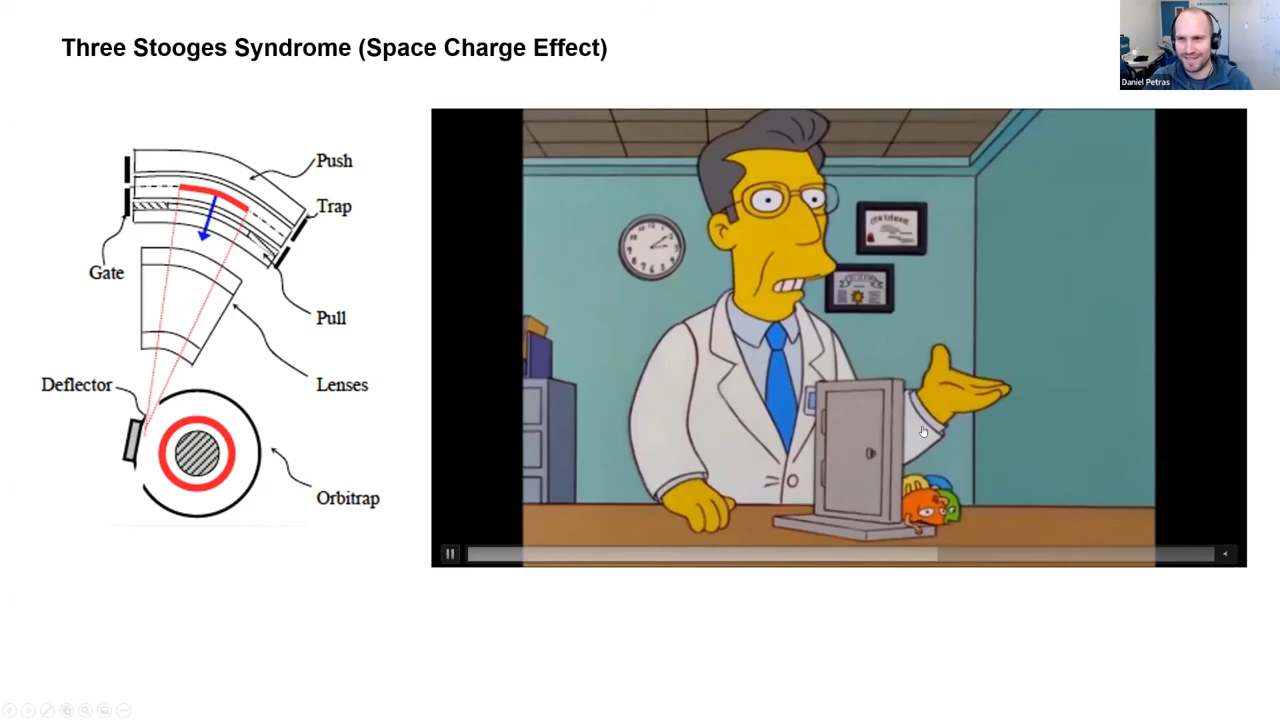 Three Stooges Syndrome (Space Charge Effect)
Daniel Petras
Push
Trap
Gate
Pull
Deflector
Lenses
Orbitrap